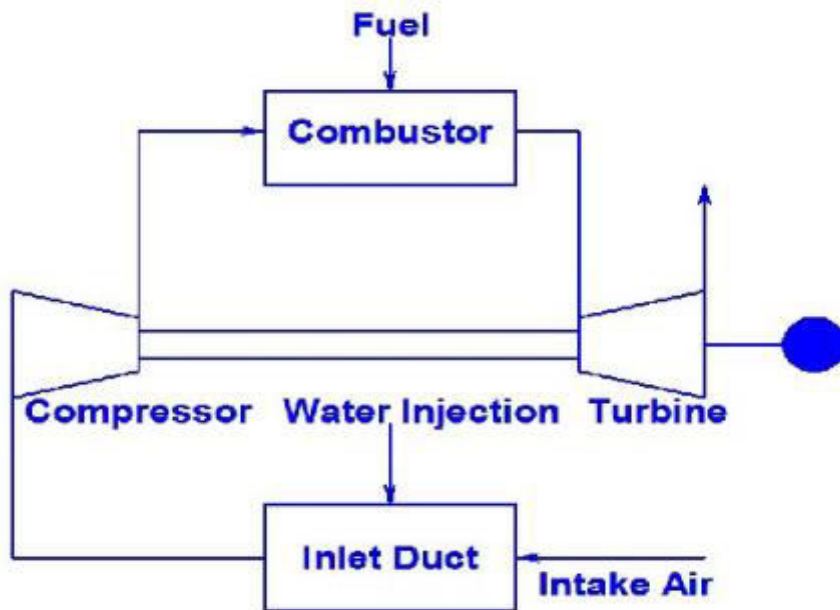 Fuel
Combustor
Compressor
Water Injection
Turbine
Inlet Duct
Intake Air